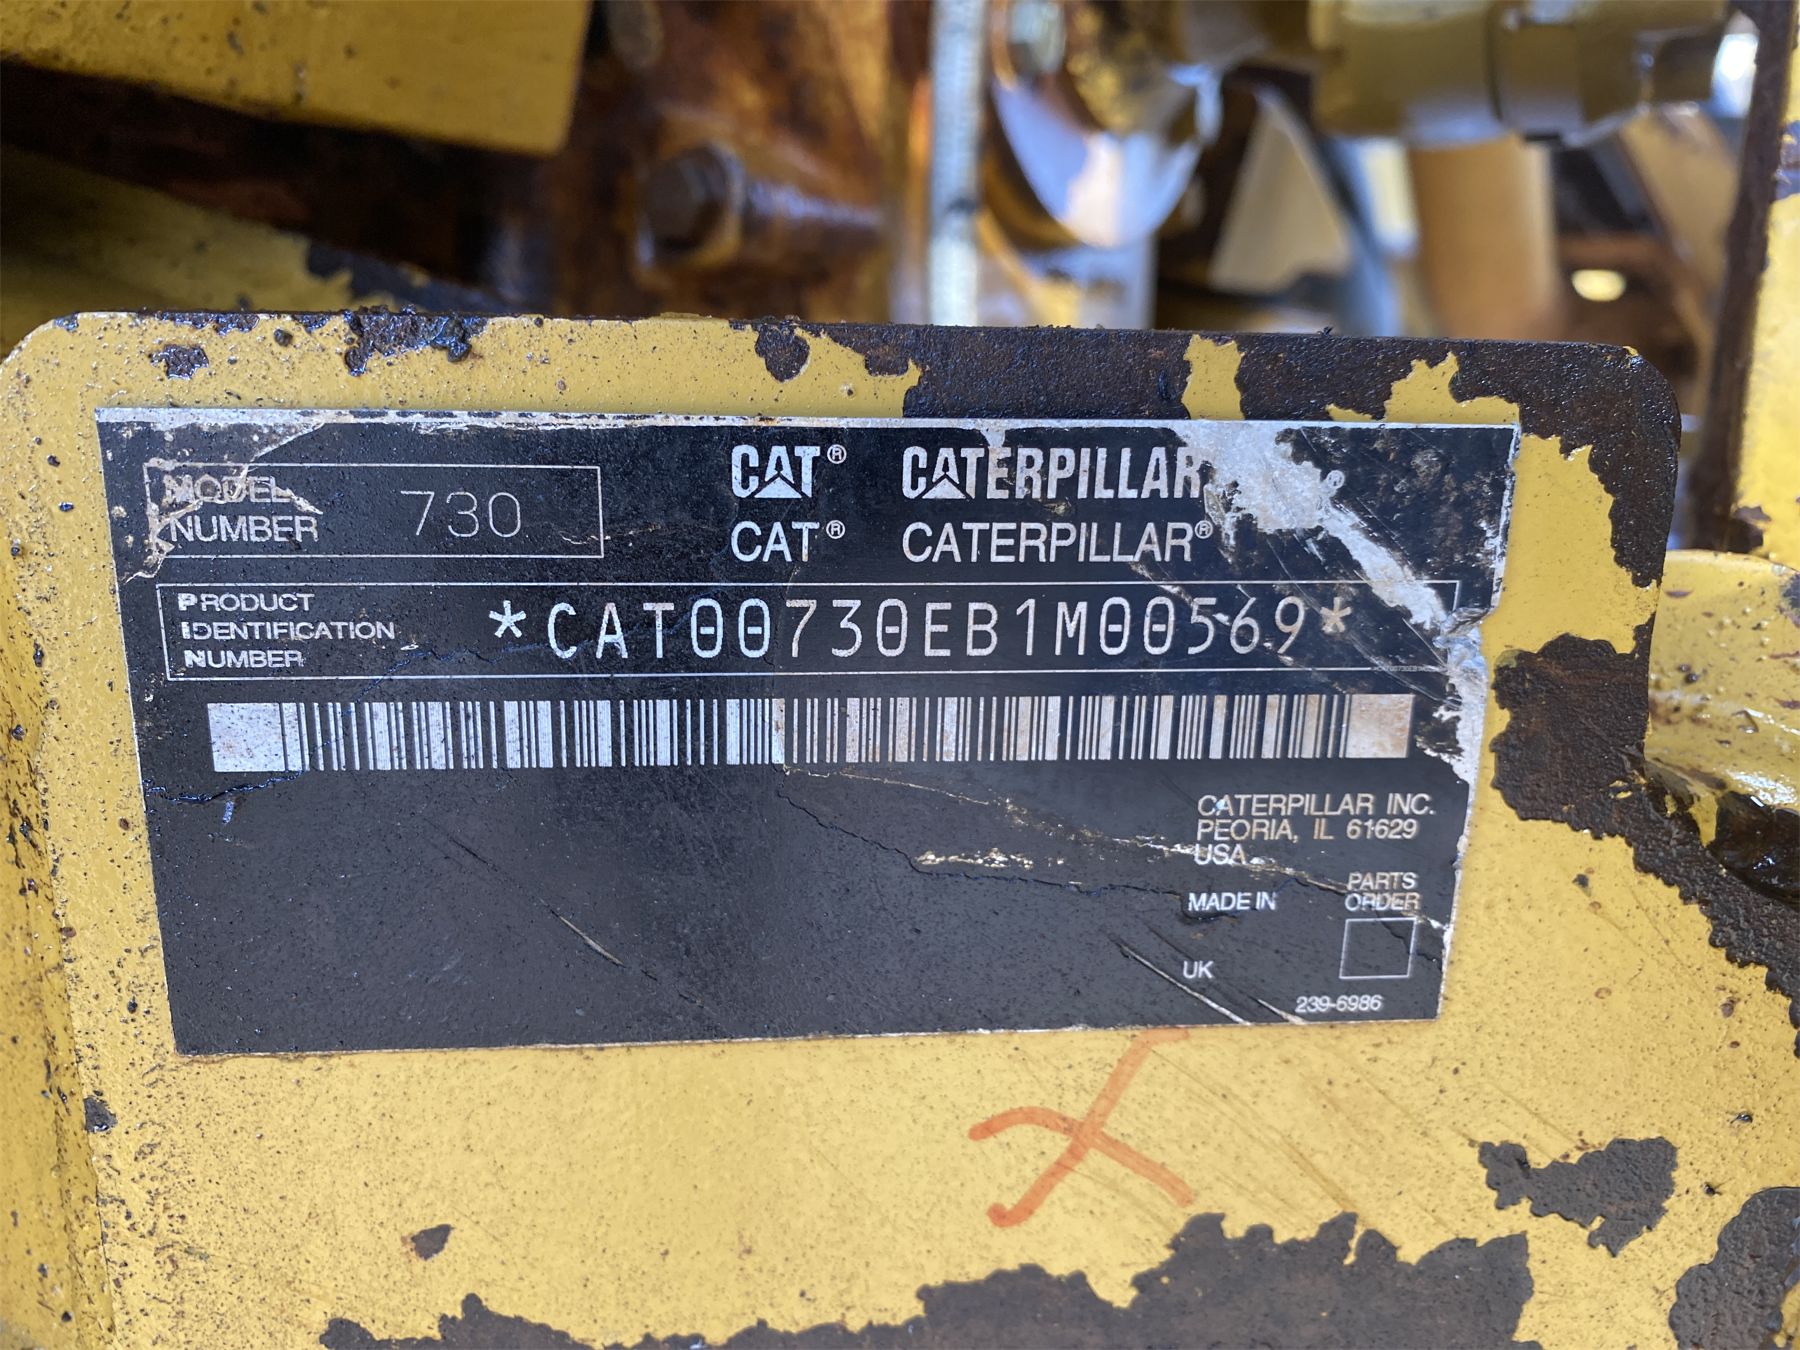 MODEL
NUMBER
730
CAT® CATERPILLAR®
CAT® CATERPILLAR®
PRODUCT
IDENTIFICATION
NUMBER
*CAT00730EB1M00569*
CATERPILLAR INC.
PEORIA, IL 61629
USA
MADE IN
PARTS
ORDER
UK
239-6986